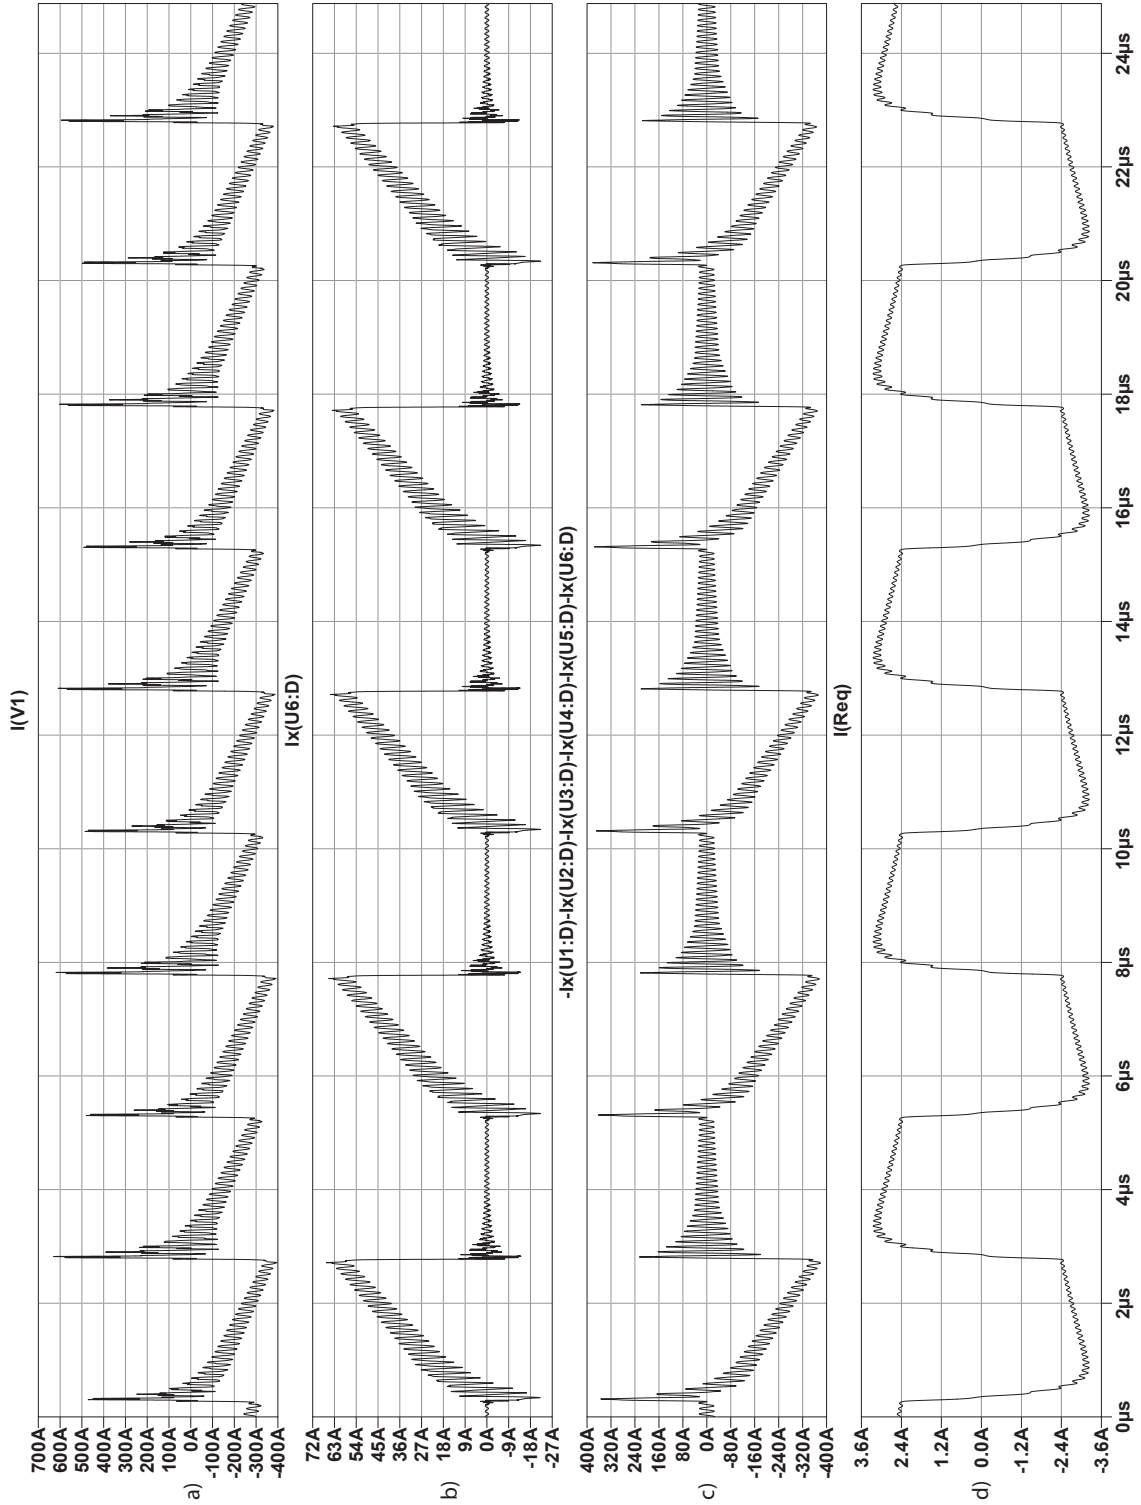 I(V1)
700A
600A
500A
400A
300A
200A
100A
0A
-100A
-200A
-300A
-400A
a)
Ix(U6:D)
72A
63A
54A
45A
36A
27A
18A
9A
0A
-9A
-18A
-27A
b)
-Ix(U1:D)-Ix(U2:D)-Ix(U3:D)-Ix(U4:D)-Ix(U5:D)-Ix(U6:D)
400A
320A
240A
160A
80A
0A
-80A
-160A
-240A
-320A
-400A
c)
I(Req)
3.6A
2.4A
1.2A
0.0A
-1.2A
-2.4A
-3.6A
d)
0µs
2µs
4µs
6µs
8µs
10µs
12µs
14µs
16µs
18µs
20µs
22µs
24µs